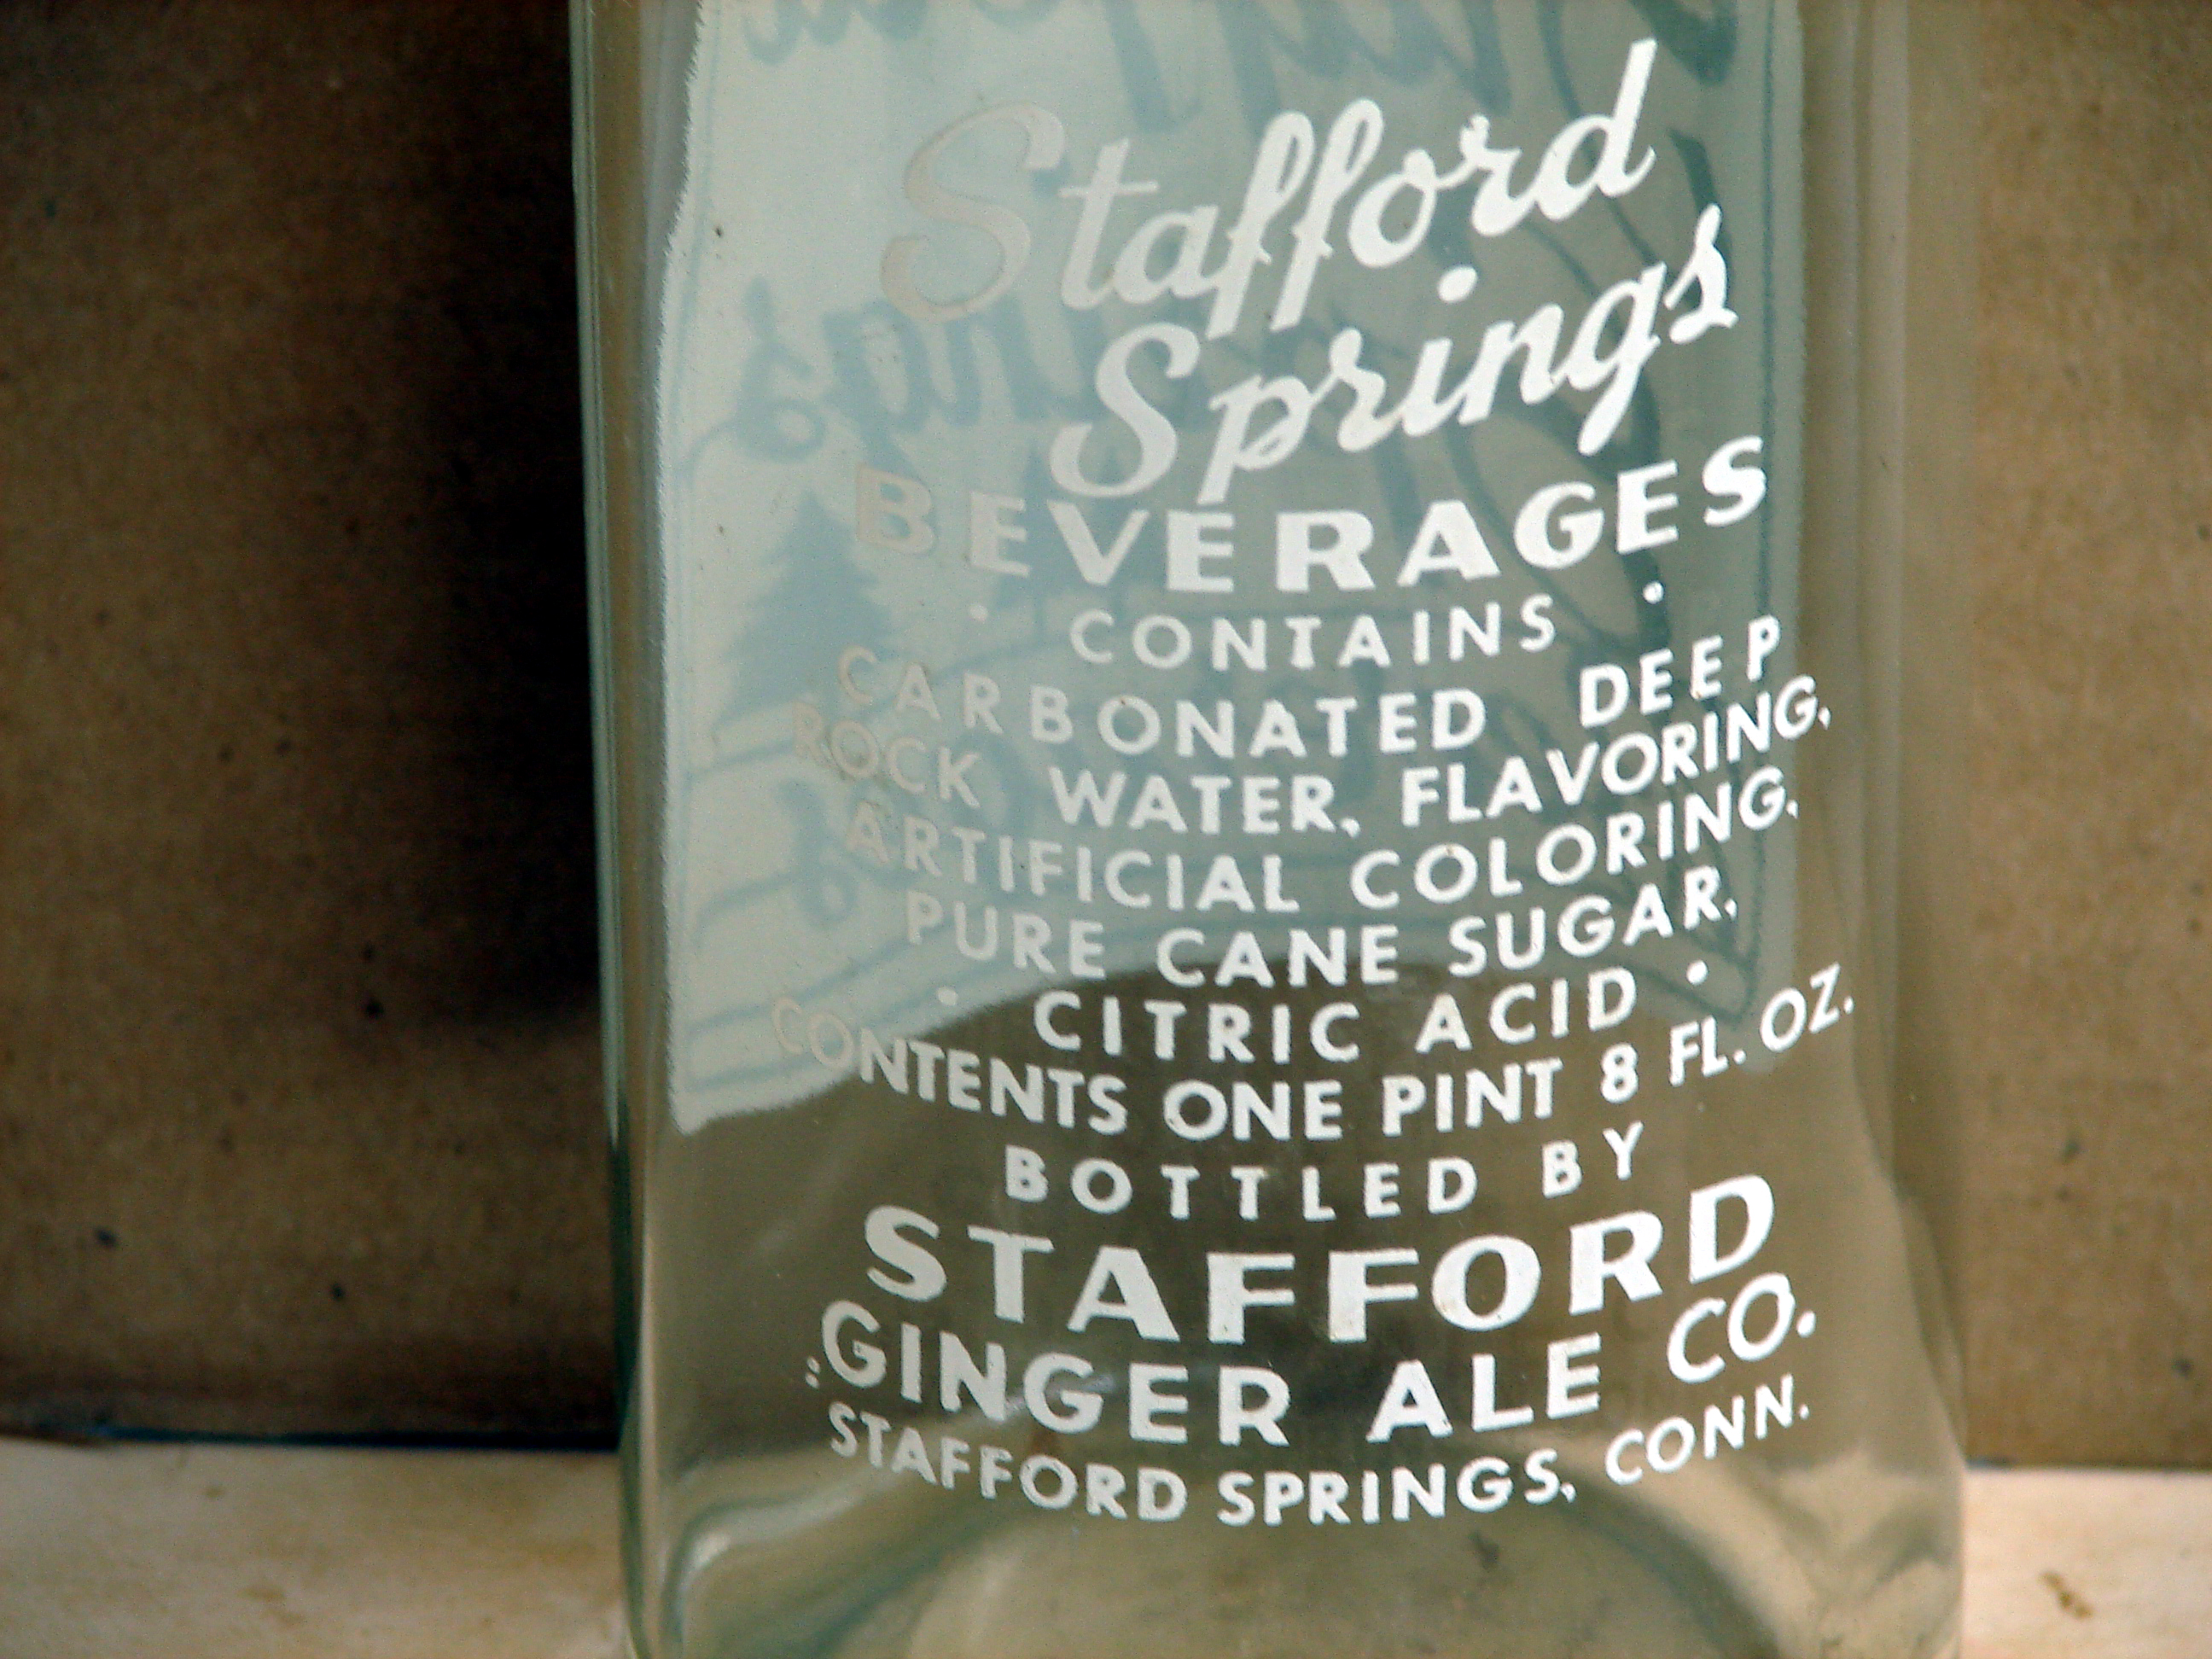 Stafford
Springs
BEVERAGES
· CONTAINS ·
CARBONATED DEEP
ROCK WATER, FLAVORING,
ARTIFICIAL COLORING,
PURE CANE SUGAR,
· CITRIC ACID ·
CONTENTS ONE PINT 8 FL. OZ.
BOTTLED BY
STAFFORD
GINGER ALE CO.
STAFFORD SPRINGS, CONN.